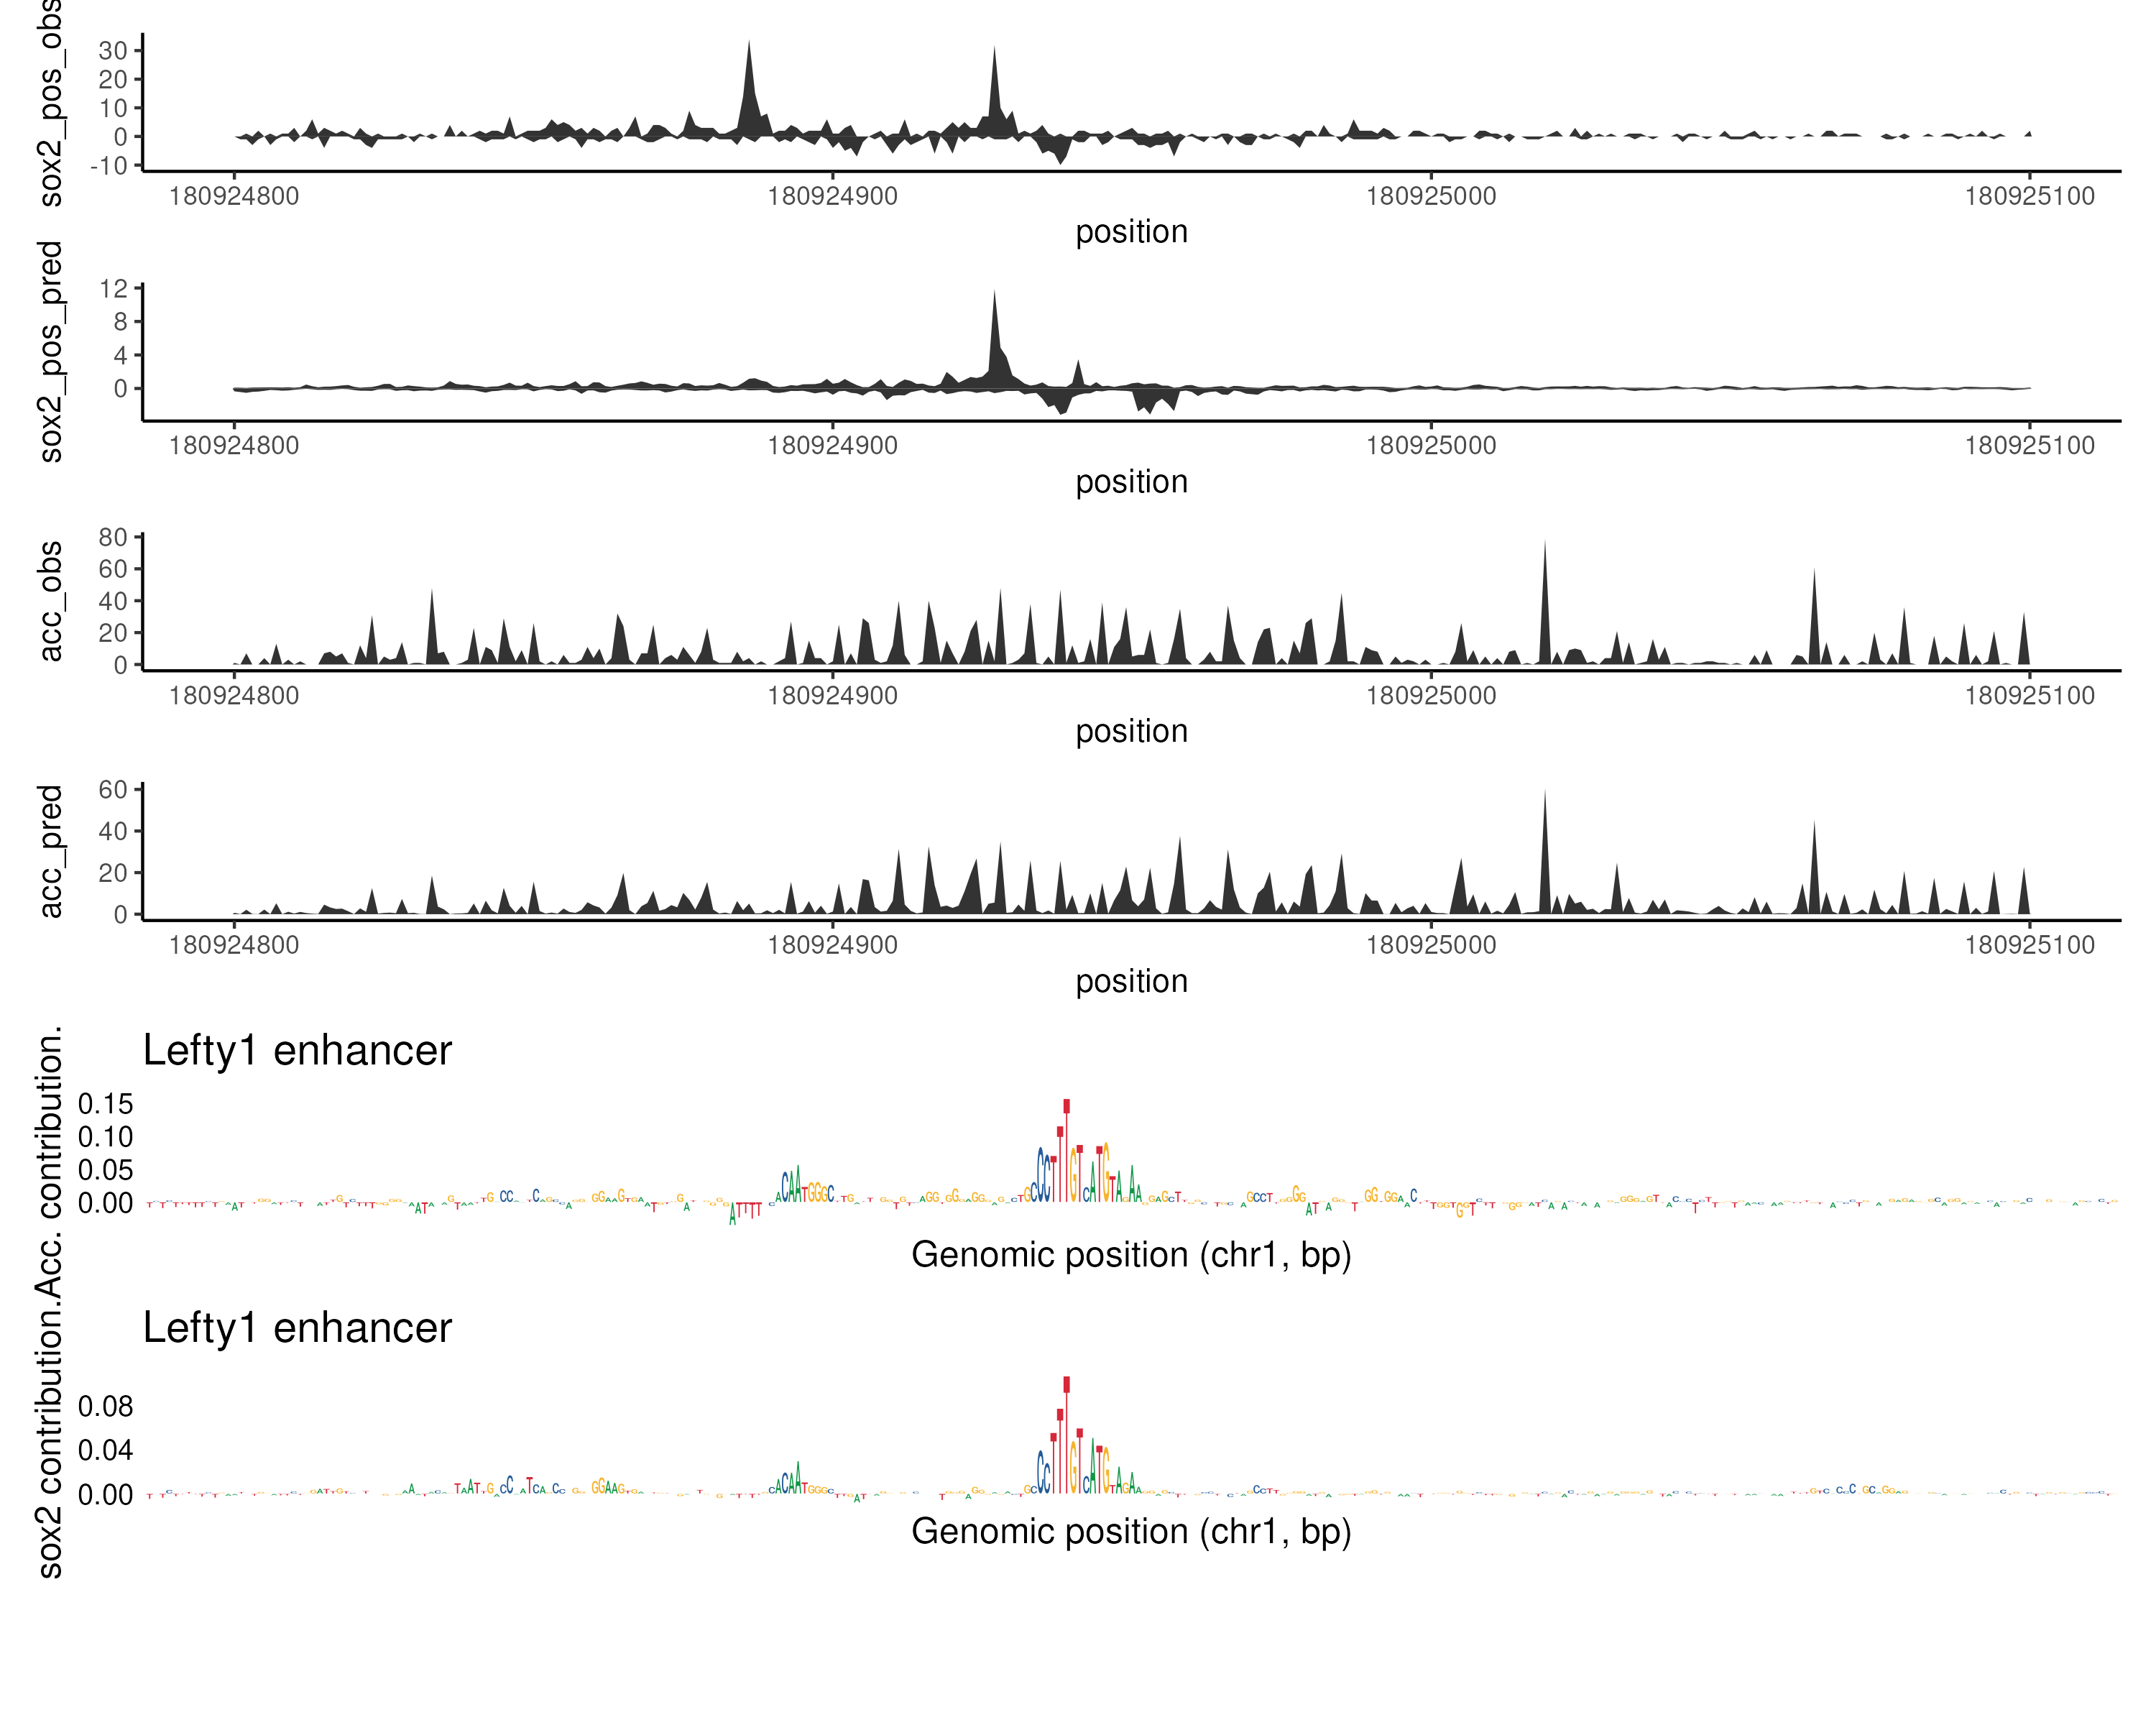 sox2_pos_obs
30
20
10
0
-10
180924800 180924900 180925000 180925100
position
sox2_pos_pred
12
8
4
0
180924800 180924900 180925000 180925100
position
acc_obs
80
60
40
20
0
180924800 180924900 180925000 180925100
position
acc_pred
60
40
20
0
180924800 180924900 180925000 180925100
position
Lefty1 enhancer
Acc. contribution.
0.15
0.10
0.05
0.00
Genomic position (chr1, bp)
Lefty1 enhancer
sox2 contribution.
0.08
0.04
0.00
Genomic position (chr1, bp)